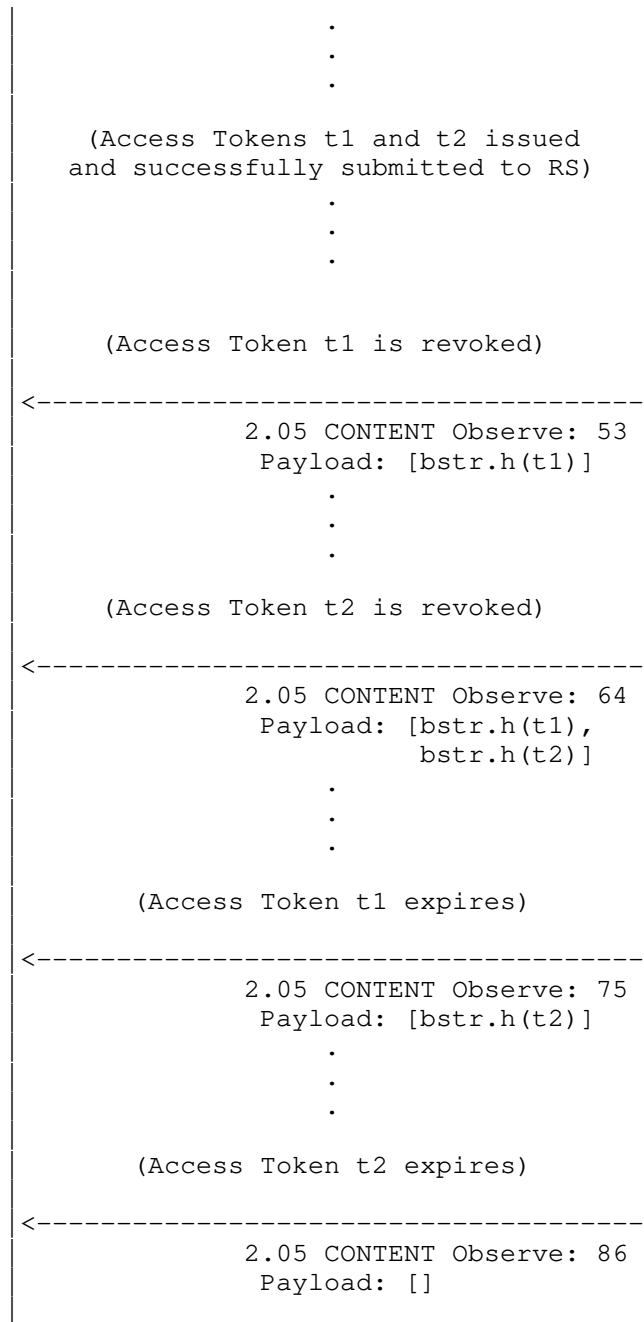 .
.
.
(Access Tokens t1 and t2 issued
and successfully submitted to RS)
.
.
.
(Access Token t1 is revoked)
<---------------------------------------
2.05 CONTENT Observe: 53
Payload: [bstr.h(t1)]
.
.
.
(Access Token t2 is revoked)
<---------------------------------------
2.05 CONTENT Observe: 64
Payload: [bstr.h(t1),
bstr.h(t2)]
.
.
.
(Access Token t1 expires)
<---------------------------------------
2.05 CONTENT Observe: 75
Payload: [bstr.h(t2)]
.
.
.
(Access Token t2 expires)
<---------------------------------------
2.05 CONTENT Observe: 86
Payload: []